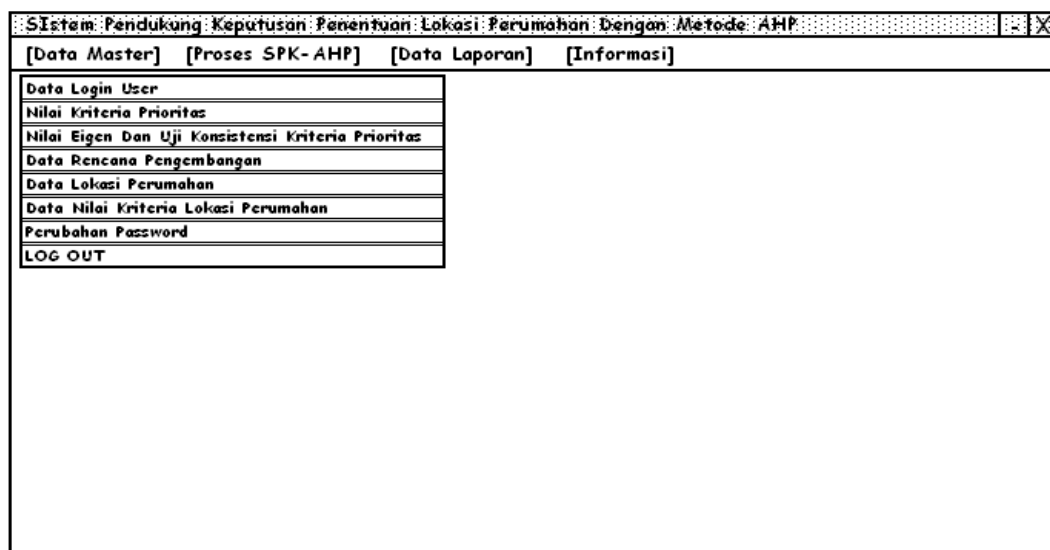 SIstem Pendukung Keputusan Penentuan Lokasi Perumahan Dengan Metode AHP - X
[Data Master] [Proses SPK-AHP] [Data Laporan] [Informasi]
Data Login User
Nilai Kriteria Prioritas
Nilai Eigen Dan Uji Konsistensi Kriteria Prioritas
Data Rencana Pengembangan
Data Lokasi Perumahan
Data Nilai Kriteria Lokasi Perumahan
Perubahan Password
LOG OUT